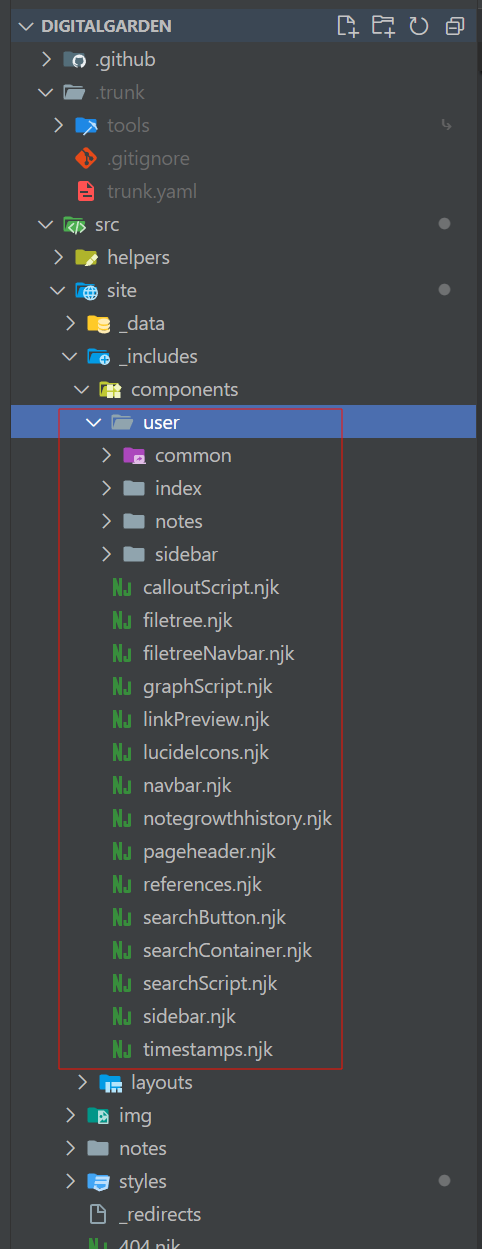 DIGITALGARDEN
.github
.trunk
tools
.gitignore
trunk.yaml
src
helpers
site
_data
_includes
components
user
common
index
notes
sidebar
calloutScript.njk
filetree.njk
filetreeNavbar.njk
graphScript.njk
linkPreview.njk
lucideIcons.njk
navbar.njk
notegrowthhistory.njk
pageheader.njk
references.njk
searchButton.njk
searchContainer.njk
searchScript.njk
sidebar.njk
timestamps.njk
layouts
img
notes
styles
_redirects
404.njk